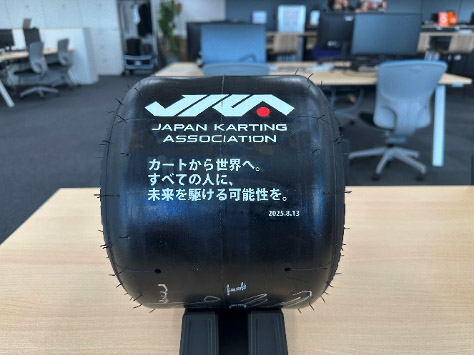 JKA
JAPAN KARTING
ASSOCIATION
カートから世界へ。
すべての人に、
未来を駆ける可能性を。
2025.8.13